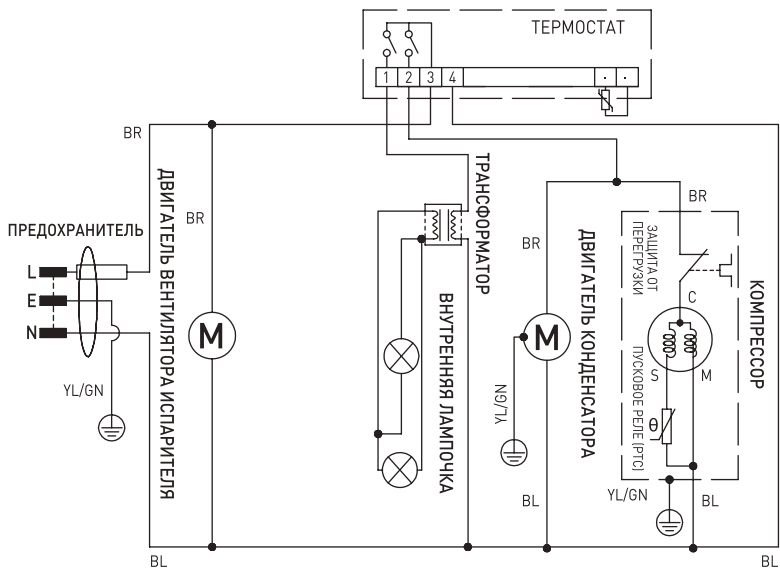 ТЕРМОСТАТ
1 2 3 4
BR
ПРЕДОХРАНИТЕЛЬ
L
E
N
YL/GN
ДВИГАТЕЛЬ ВЕНТИЛЯТОРА ИСПАРИТЕЛЯ
BR
M
ТРАНСФОРМАТОР
ВНУТРЕННЯЯ ЛАМПОЧКА
BR
M
YL/GN
ДВИГАТЕЛЬ КОНДЕНСАТОРА
BL
BR
ЗАЩИТА ОТ
ПЕРЕГРУЗКИ
C
S
M
ПУСКОВОЕ РЕЛЕ (PTC)
θ
КОМПРЕССОР
YL/GN
BL
BL
BL